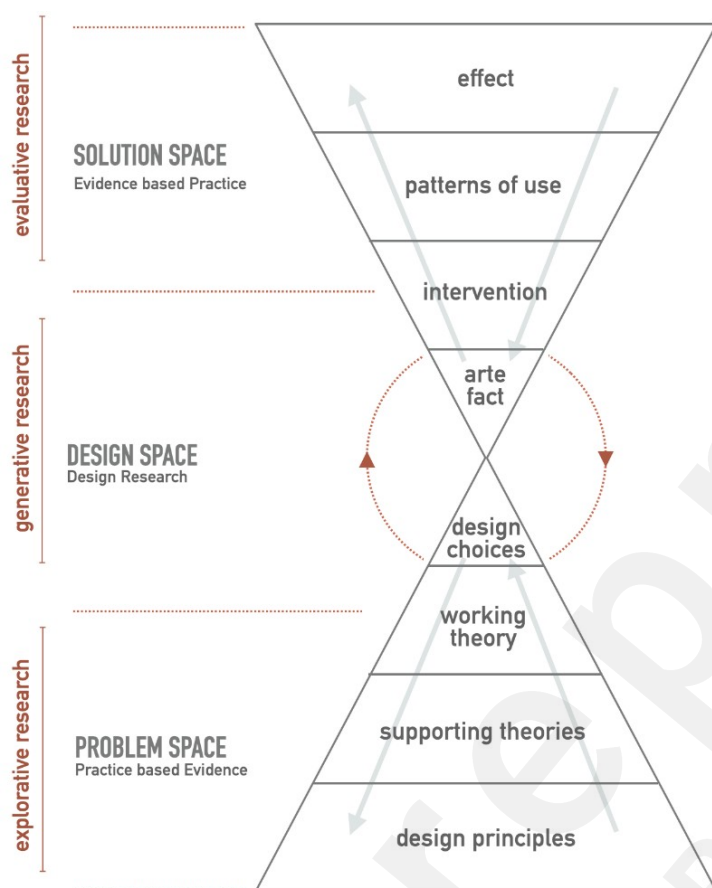 evaluative research
SOLUTION SPACE
Evidence based Practice
effect
patterns of use
intervention
generative research
DESIGN SPACE
Design Research
arte
fact
design
choices
explorative research
PROBLEM SPACE
Practice based Evidence
working
theory
supporting theories
design principles